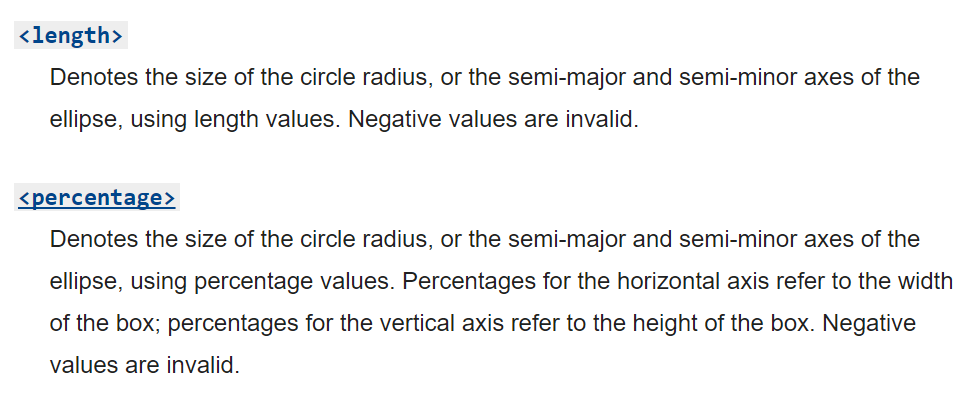 <length>
Denotes the size of the circle radius, or the semi-major and semi-minor axes of the
ellipse, using length values. Negative values are invalid.
<percentage>
Denotes the size of the circle radius, or the semi-major and semi-minor axes of the
ellipse, using percentage values. Percentages for the horizontal axis refer to the width
of the box; percentages for the vertical axis refer to the height of the box. Negative
values are invalid.